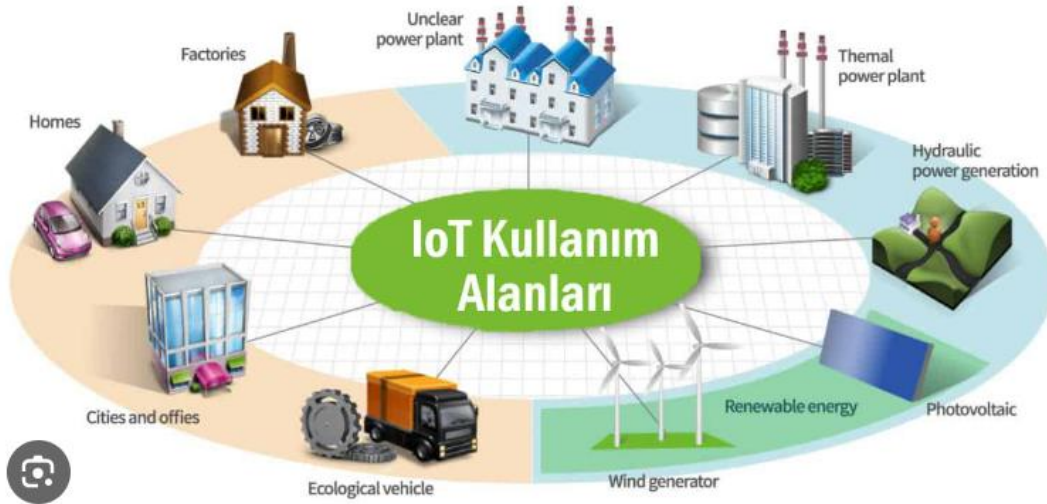 Unclear
power plant
Factories
Themal
power plant
Homes
Hydraulic
power generation
IoT Kullanım
Alanları
Cities and offies
Renewable energy
Photovoltaic
Ecological vehicle
Wind generator